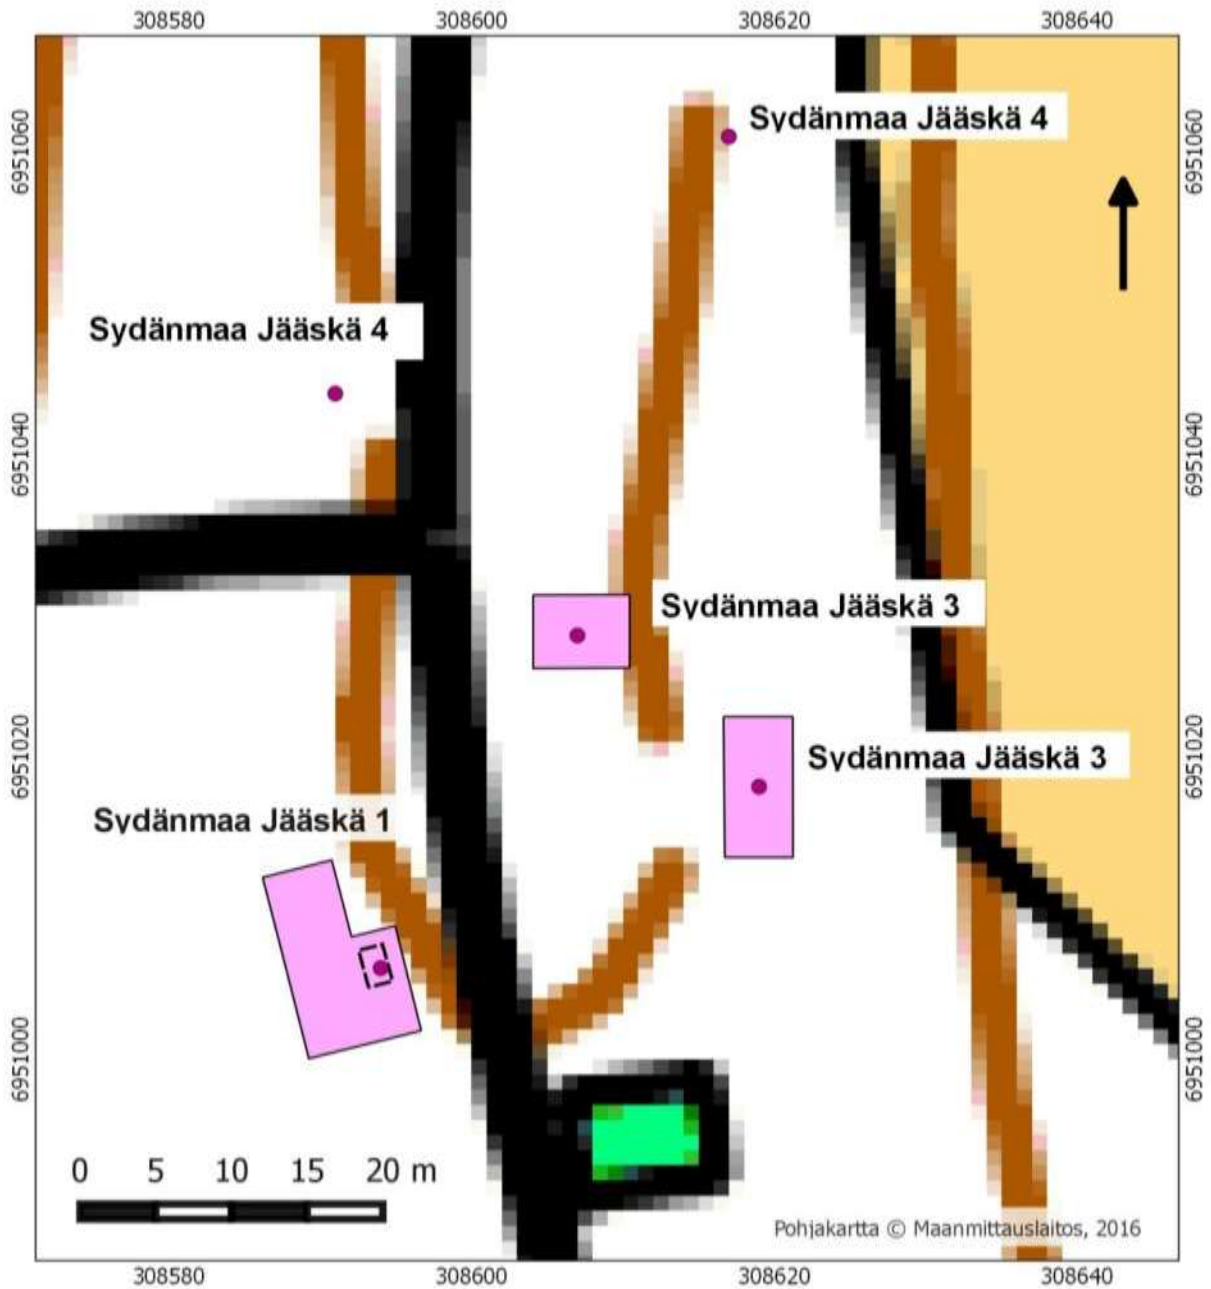 308580 308600 308620 308640
6951060 6951060
Sydänmaa Jääskä 4
Sydänmaa Jääskä 4
6951040 6951040
Sydänmaa Jääskä 3
6951020 6951020
Sydänmaa Jääskä 3
Sydänmaa Jääskä 1
6951000 6951000
0 5 10 15 20 m
Pohjakartta © Maanmittauslaitos, 2016
308580 308600 308620 308640